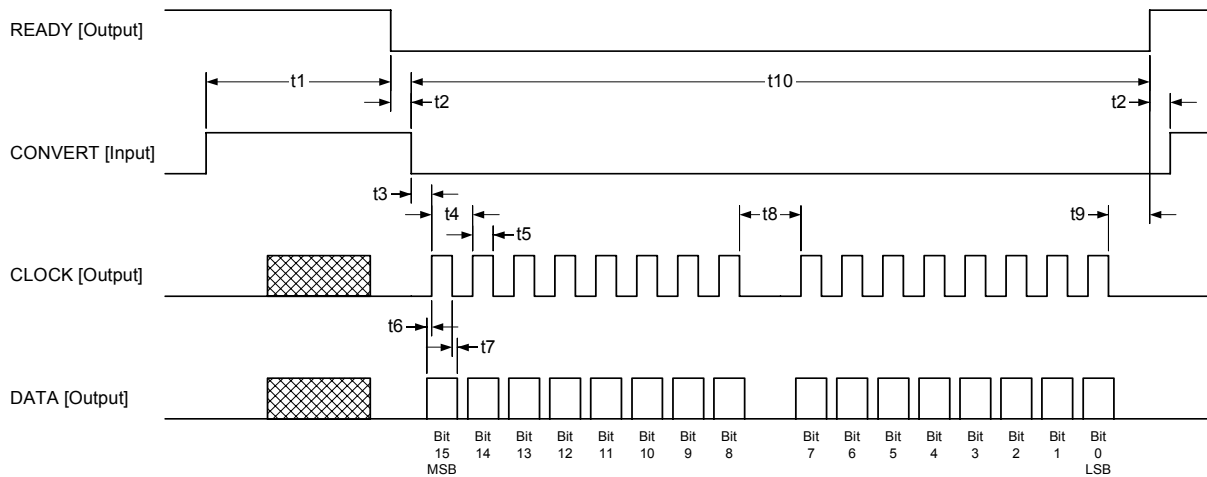 READY [Output]
t1
t10
t2
t2
CONVERT [Input]
t3
t4
t8
t9
t5
CLOCK [Output]
t6
t7
DATA [Output]
Bit Bit Bit Bit Bit Bit Bit Bit Bit Bit Bit Bit Bit Bit Bit Bit
15 14 13 12 11 10 9 8 7 6 5 4 3 2 1 0
MSB LSB